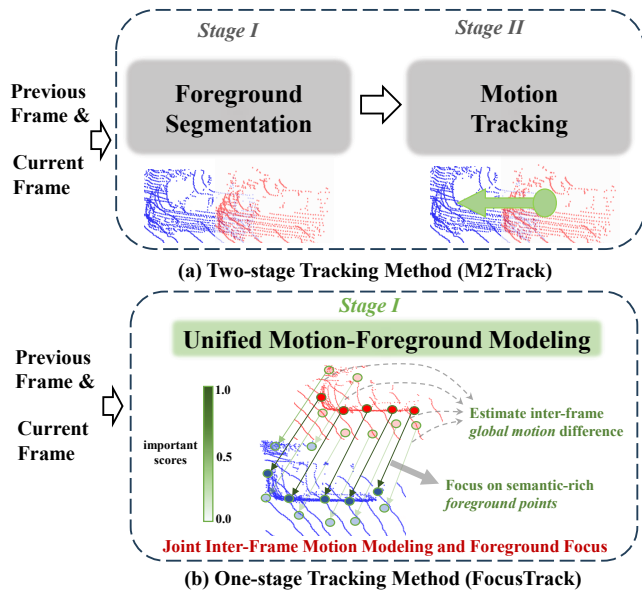 Stage I
Stage II
Previous
Frame &
Current
Frame
Foreground
Segmentation
Motion
Tracking
(a) Two-stage Tracking Method (M2Track)
Stage I
Unified Motion-Foreground Modeling
Previous
Frame &
Current
Frame
1.0
important
scores
0.5
0.0
Estimate inter-frame
global motion difference
Focus on semantic-rich
foreground points
Joint Inter-Frame Motion Modeling and Foreground Focus
(b) One-stage Tracking Method (FocusTrack)